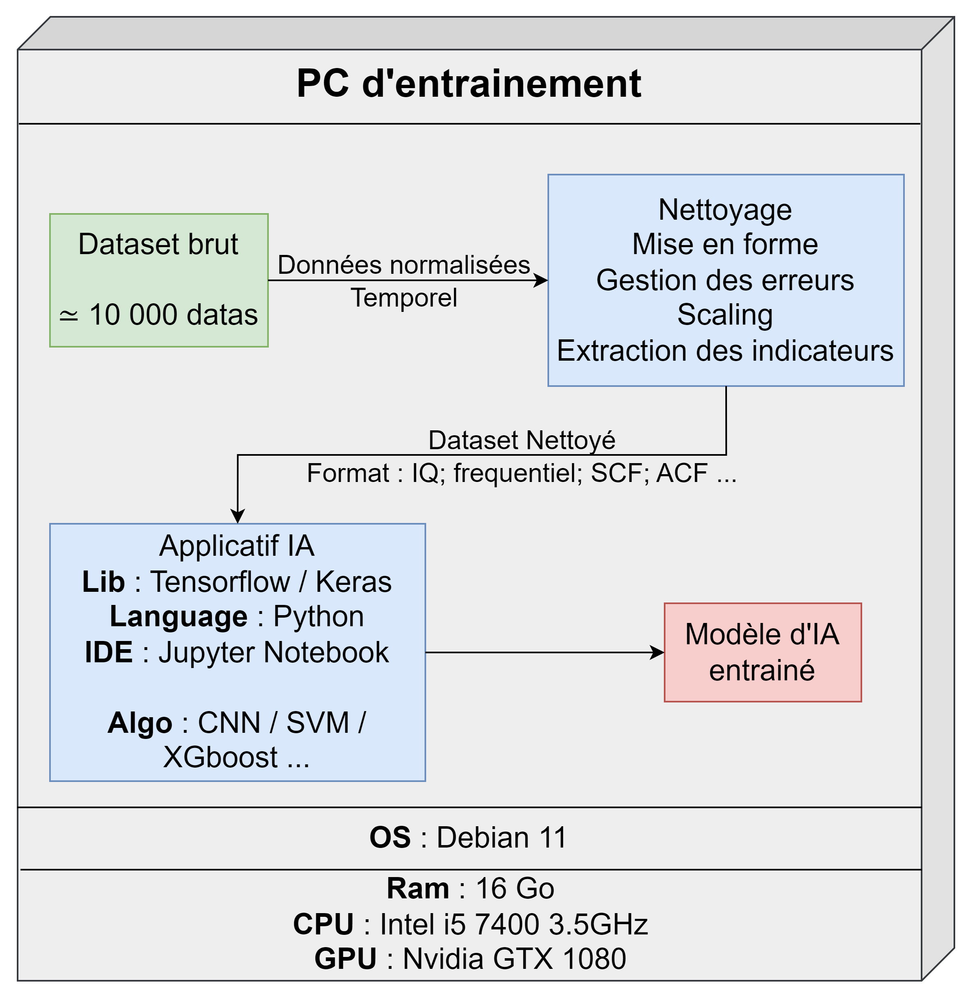 PC d'entrainement
Dataset brut
≃ 10 000 datas
Données normalisées
Temporel
Nettoyage
Mise en forme
Gestion des erreurs
Scaling
Extraction des indicateurs
Dataset Nettoyé
Format : IQ; frequentiel; SCF; ACF ...
Applicatif IA
Lib : Tensorflow / Keras
Language : Python
IDE : Jupyter Notebook
Algo : CNN / SVM /
XGboost ...
Modèle d'IA
entrainé
OS : Debian 11
Ram : 16 Go
CPU : Intel i5 7400 3.5GHz
GPU : Nvidia GTX 1080